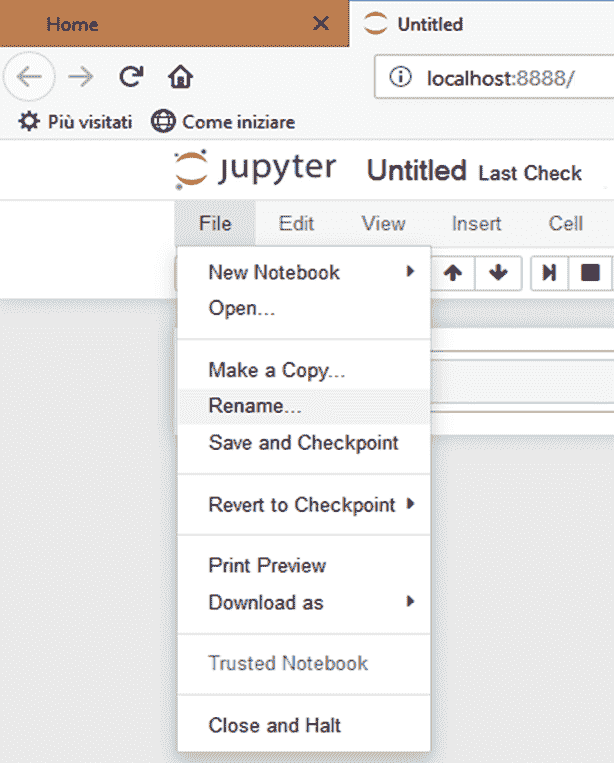 Home
Untitled
localhost:8888/
Più visitati
Come iniziare
jupyter Untitled Last Check
File Edit View Insert Cell
New Notebook
Open...
Make a Copy...
Rename...
Save and Checkpoint
Revert to Checkpoint
Print Preview
Download as
Trusted Notebook
Close and Halt